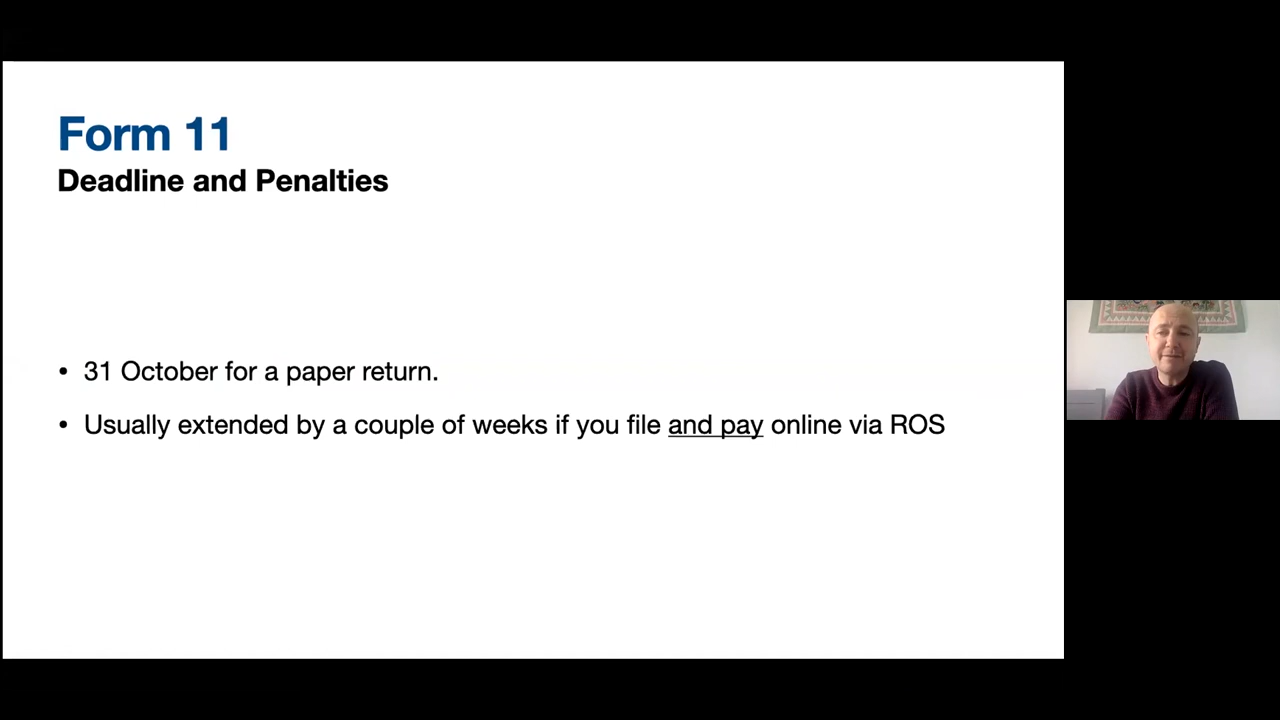 Form 11
Deadline and Penalties
• 31 October for a paper return.
• Usually extended by a couple of weeks if you file and pay online via ROS